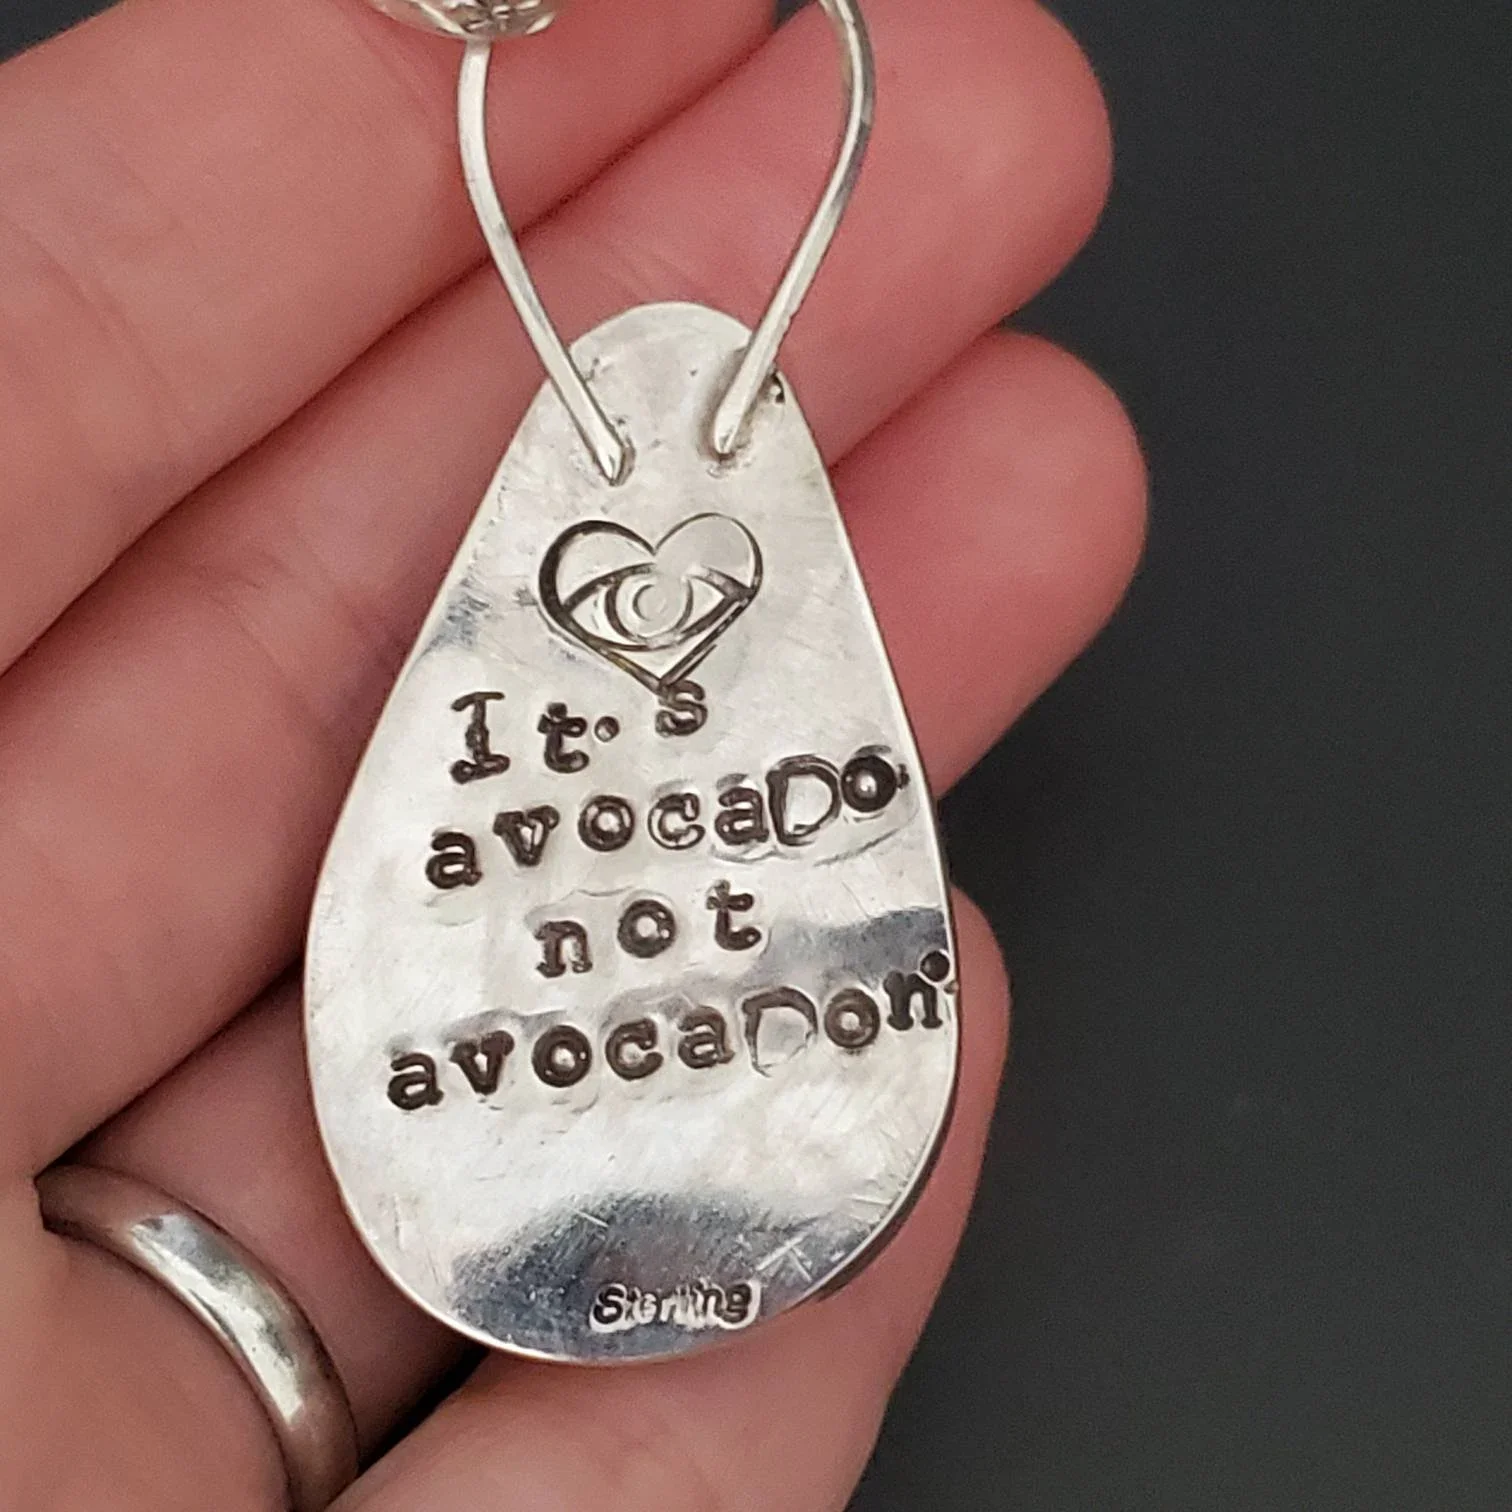 It's
avocaDo
not
avocaDon'
Sterling